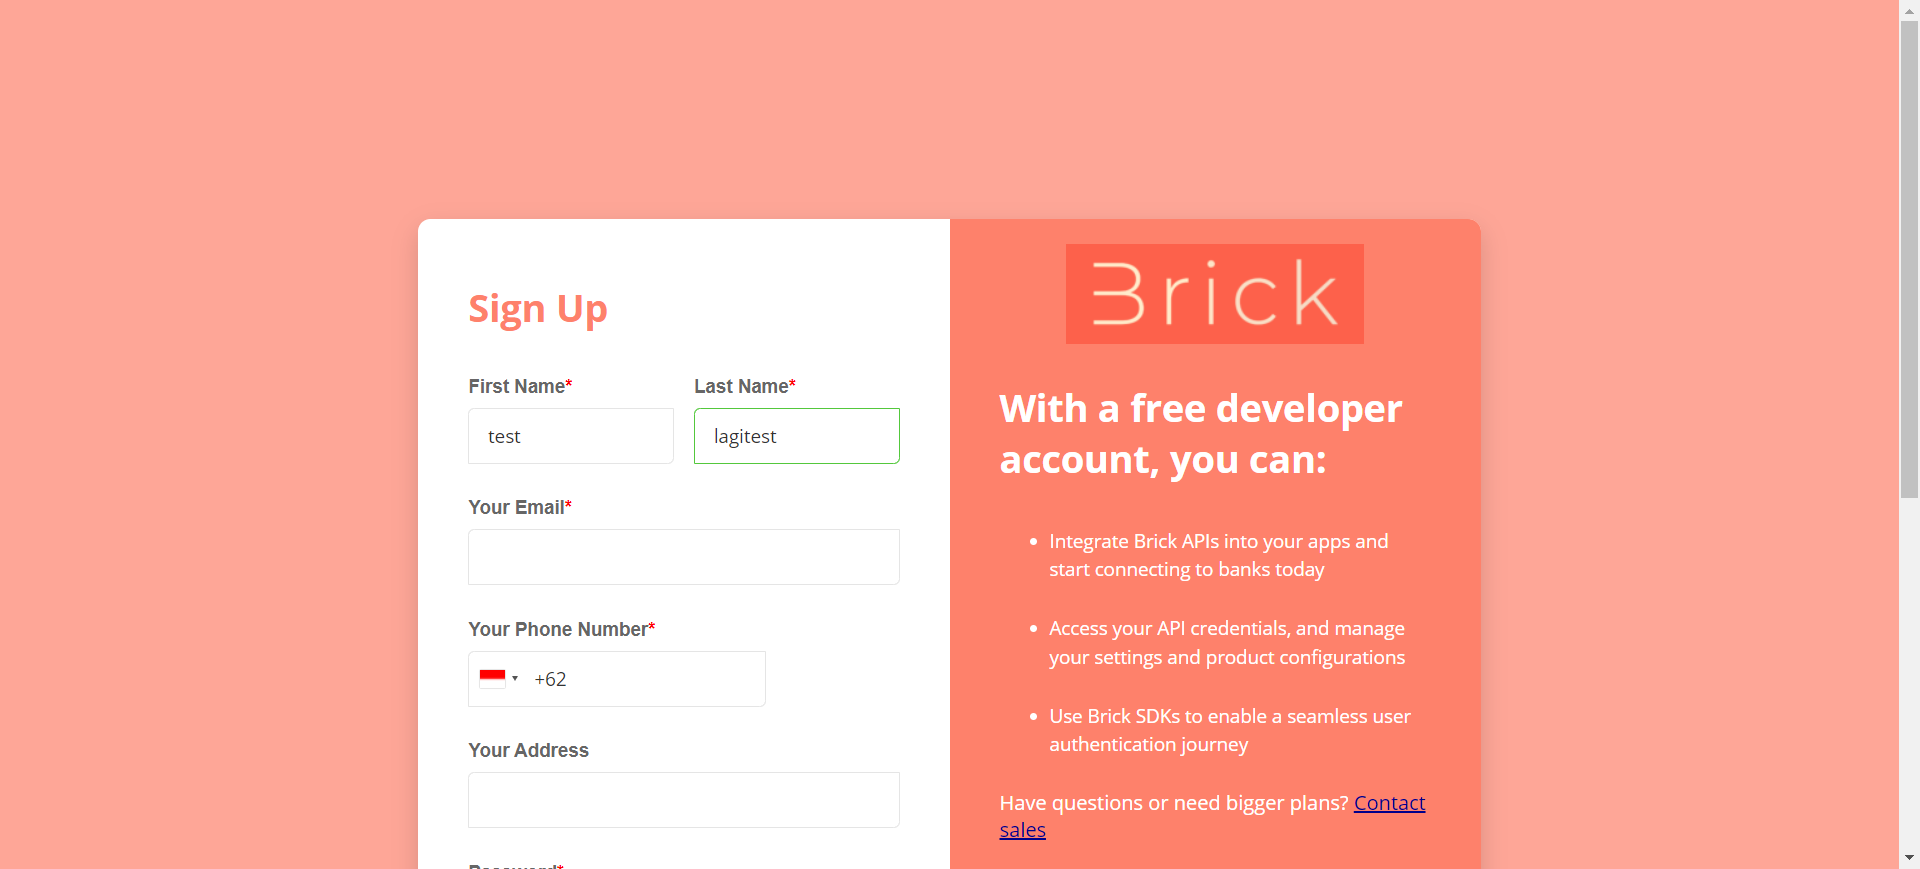 Sign Up
First Name*
Last Name*
test
lagitest
Your Email*
Your Phone Number*
+62
Your Address
Password*
Brick
With a free developer
account, you can:
Integrate Brick APIs into your apps and
start connecting to banks today
Access your API credentials, and manage
your settings and product configurations
Use Brick SDKs to enable a seamless user
authentication journey
Have questions or need bigger plans? Contact
sales